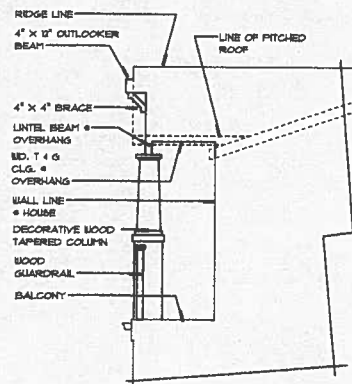 RIDGE LINE
4" X 12" OUTLOOKER
BEAM
LINE OF PITCHED
ROOF
4" X 4" BRACE
LINTEL BEAM @
OVERHANG
WD. T & G
CLG. @
OVERHANG
WALL LINE
@ HOUSE
DECORATIVE WOOD
TAPERED COLUMN
WOOD
GUARDRAIL
BALCONY